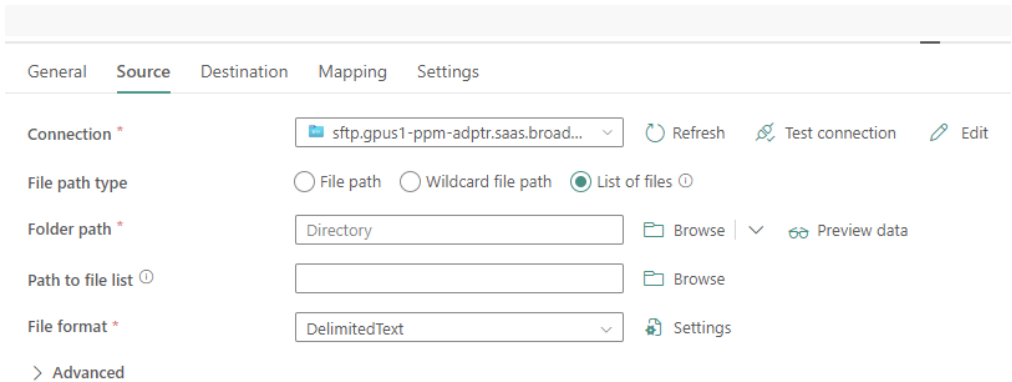 General Source Destination Mapping Settings
Connection * sftp.gpus1-ppm-adptr.saas.broad... Refresh Test connection Edit
File path type File path Wildcard file path List of files
Folder path * Directory Browse Preview data
Path to file list Browse
File format * DelimitedText Settings
Advanced